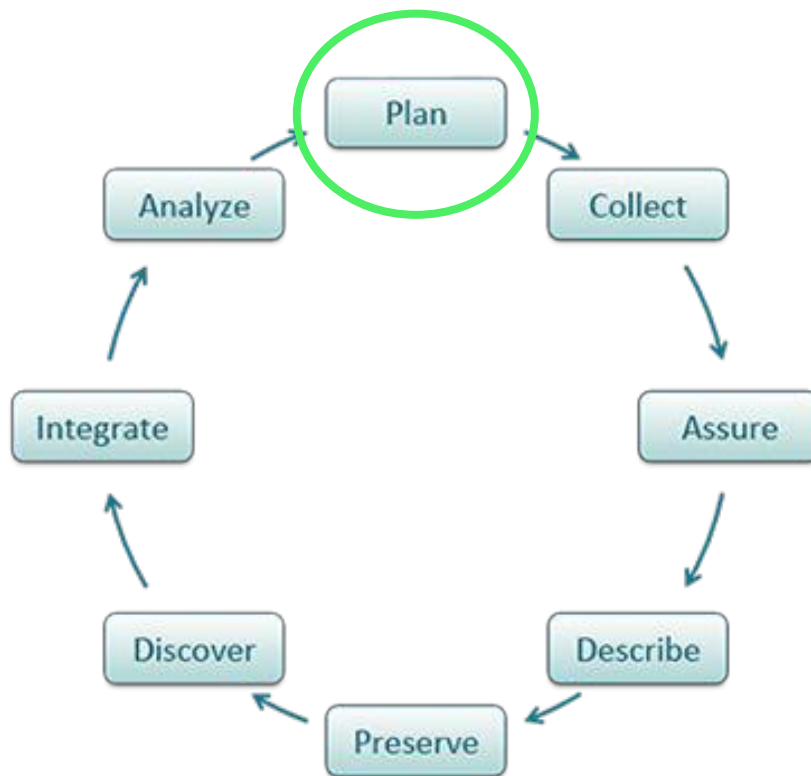 Plan
Collect
Assure
Describe
Preserve
Discover
Integrate
Analyze